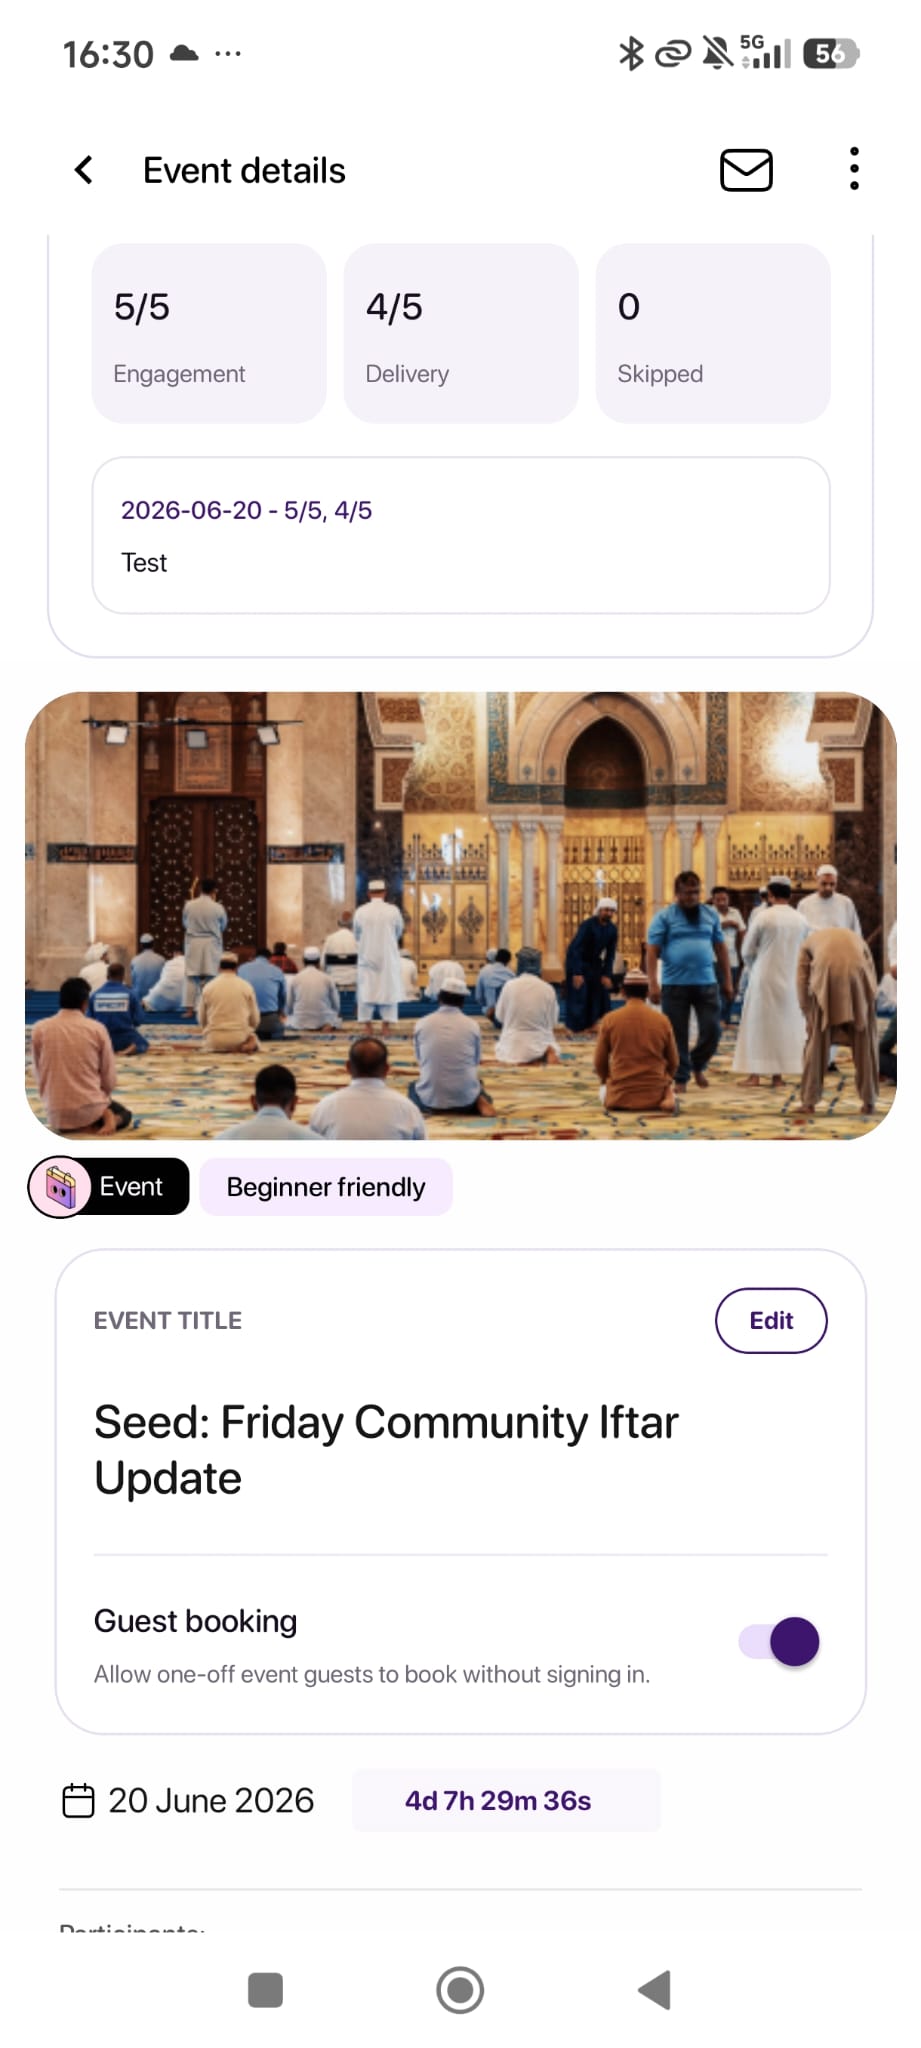 16:30
5G
56
Event details
5/5
Engagement
4/5
Delivery
0
Skipped
2026-06-20 - 5/5, 4/5
Test
Event
Beginner friendly
EVENT TITLE
Edit
Seed: Friday Community Iftar
Update
Guest booking
Allow one-off event guests to book without signing in.
20 June 2026
4d 7h 29m 36s